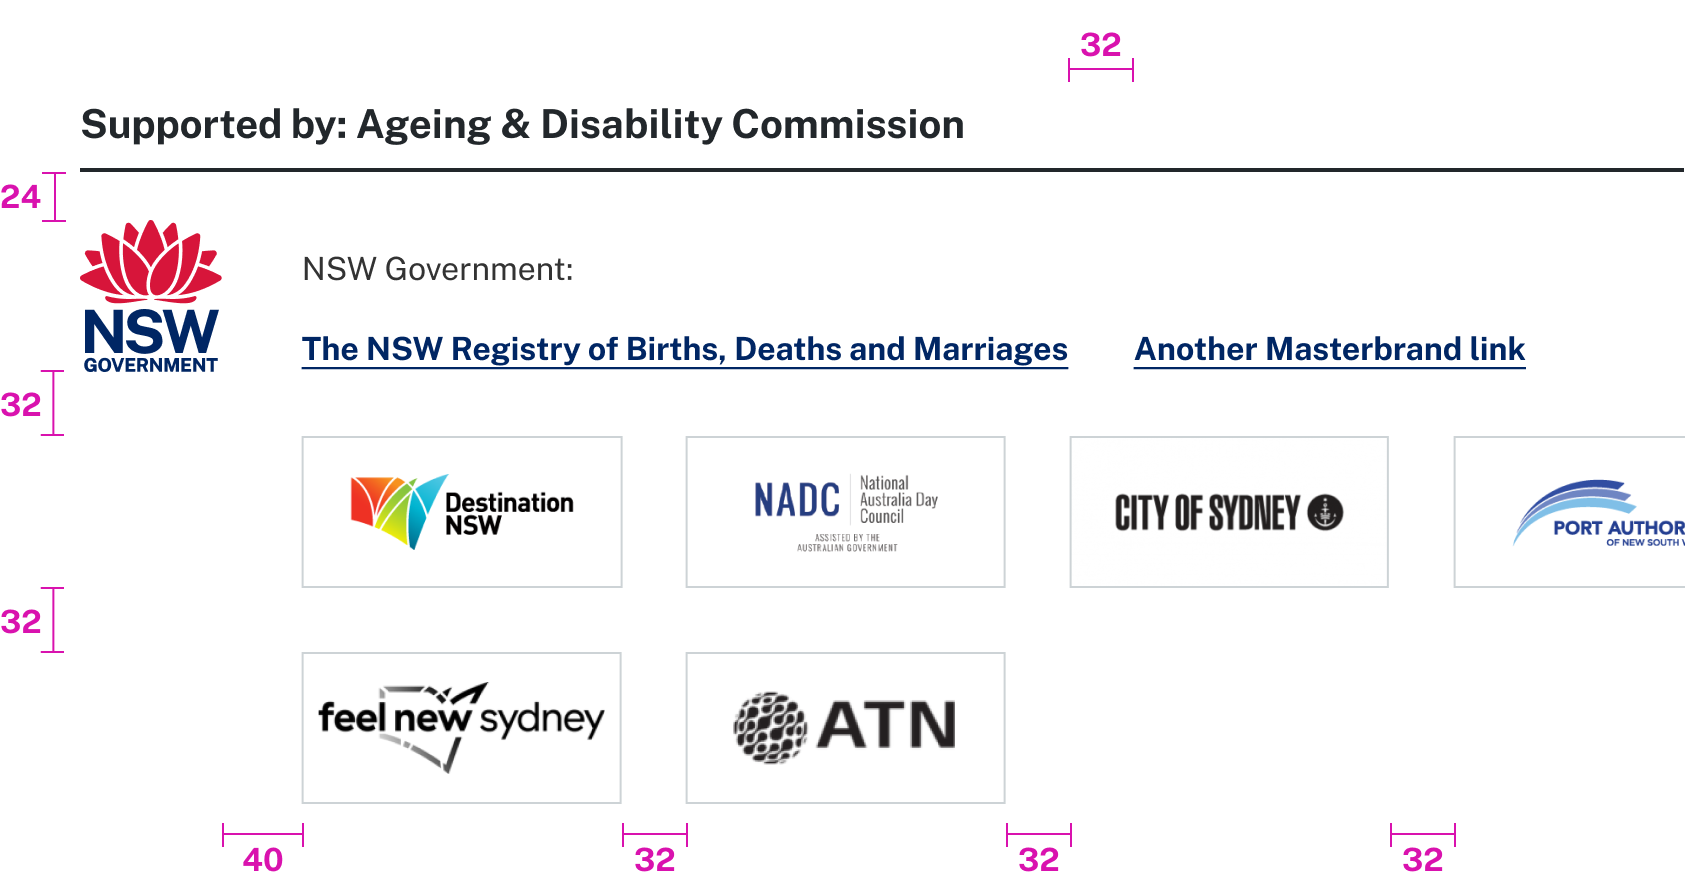 32
Supported by: Ageing & Disability Commission
24
NSW
GOVERNMENT
NSW Government:
The NSW Registry of Births, Deaths and Marriages
Another Masterbrand link
32
Destination
NSW
NADC
National
Australia Day
Council
ASSISTED BY THE
AUSTRALIAN GOVERNMENT
CITY OF SYDNEY
PORT AUTHOR
OF NEW SOUTH
32
feel new sydney
ATN
40
32
32
32